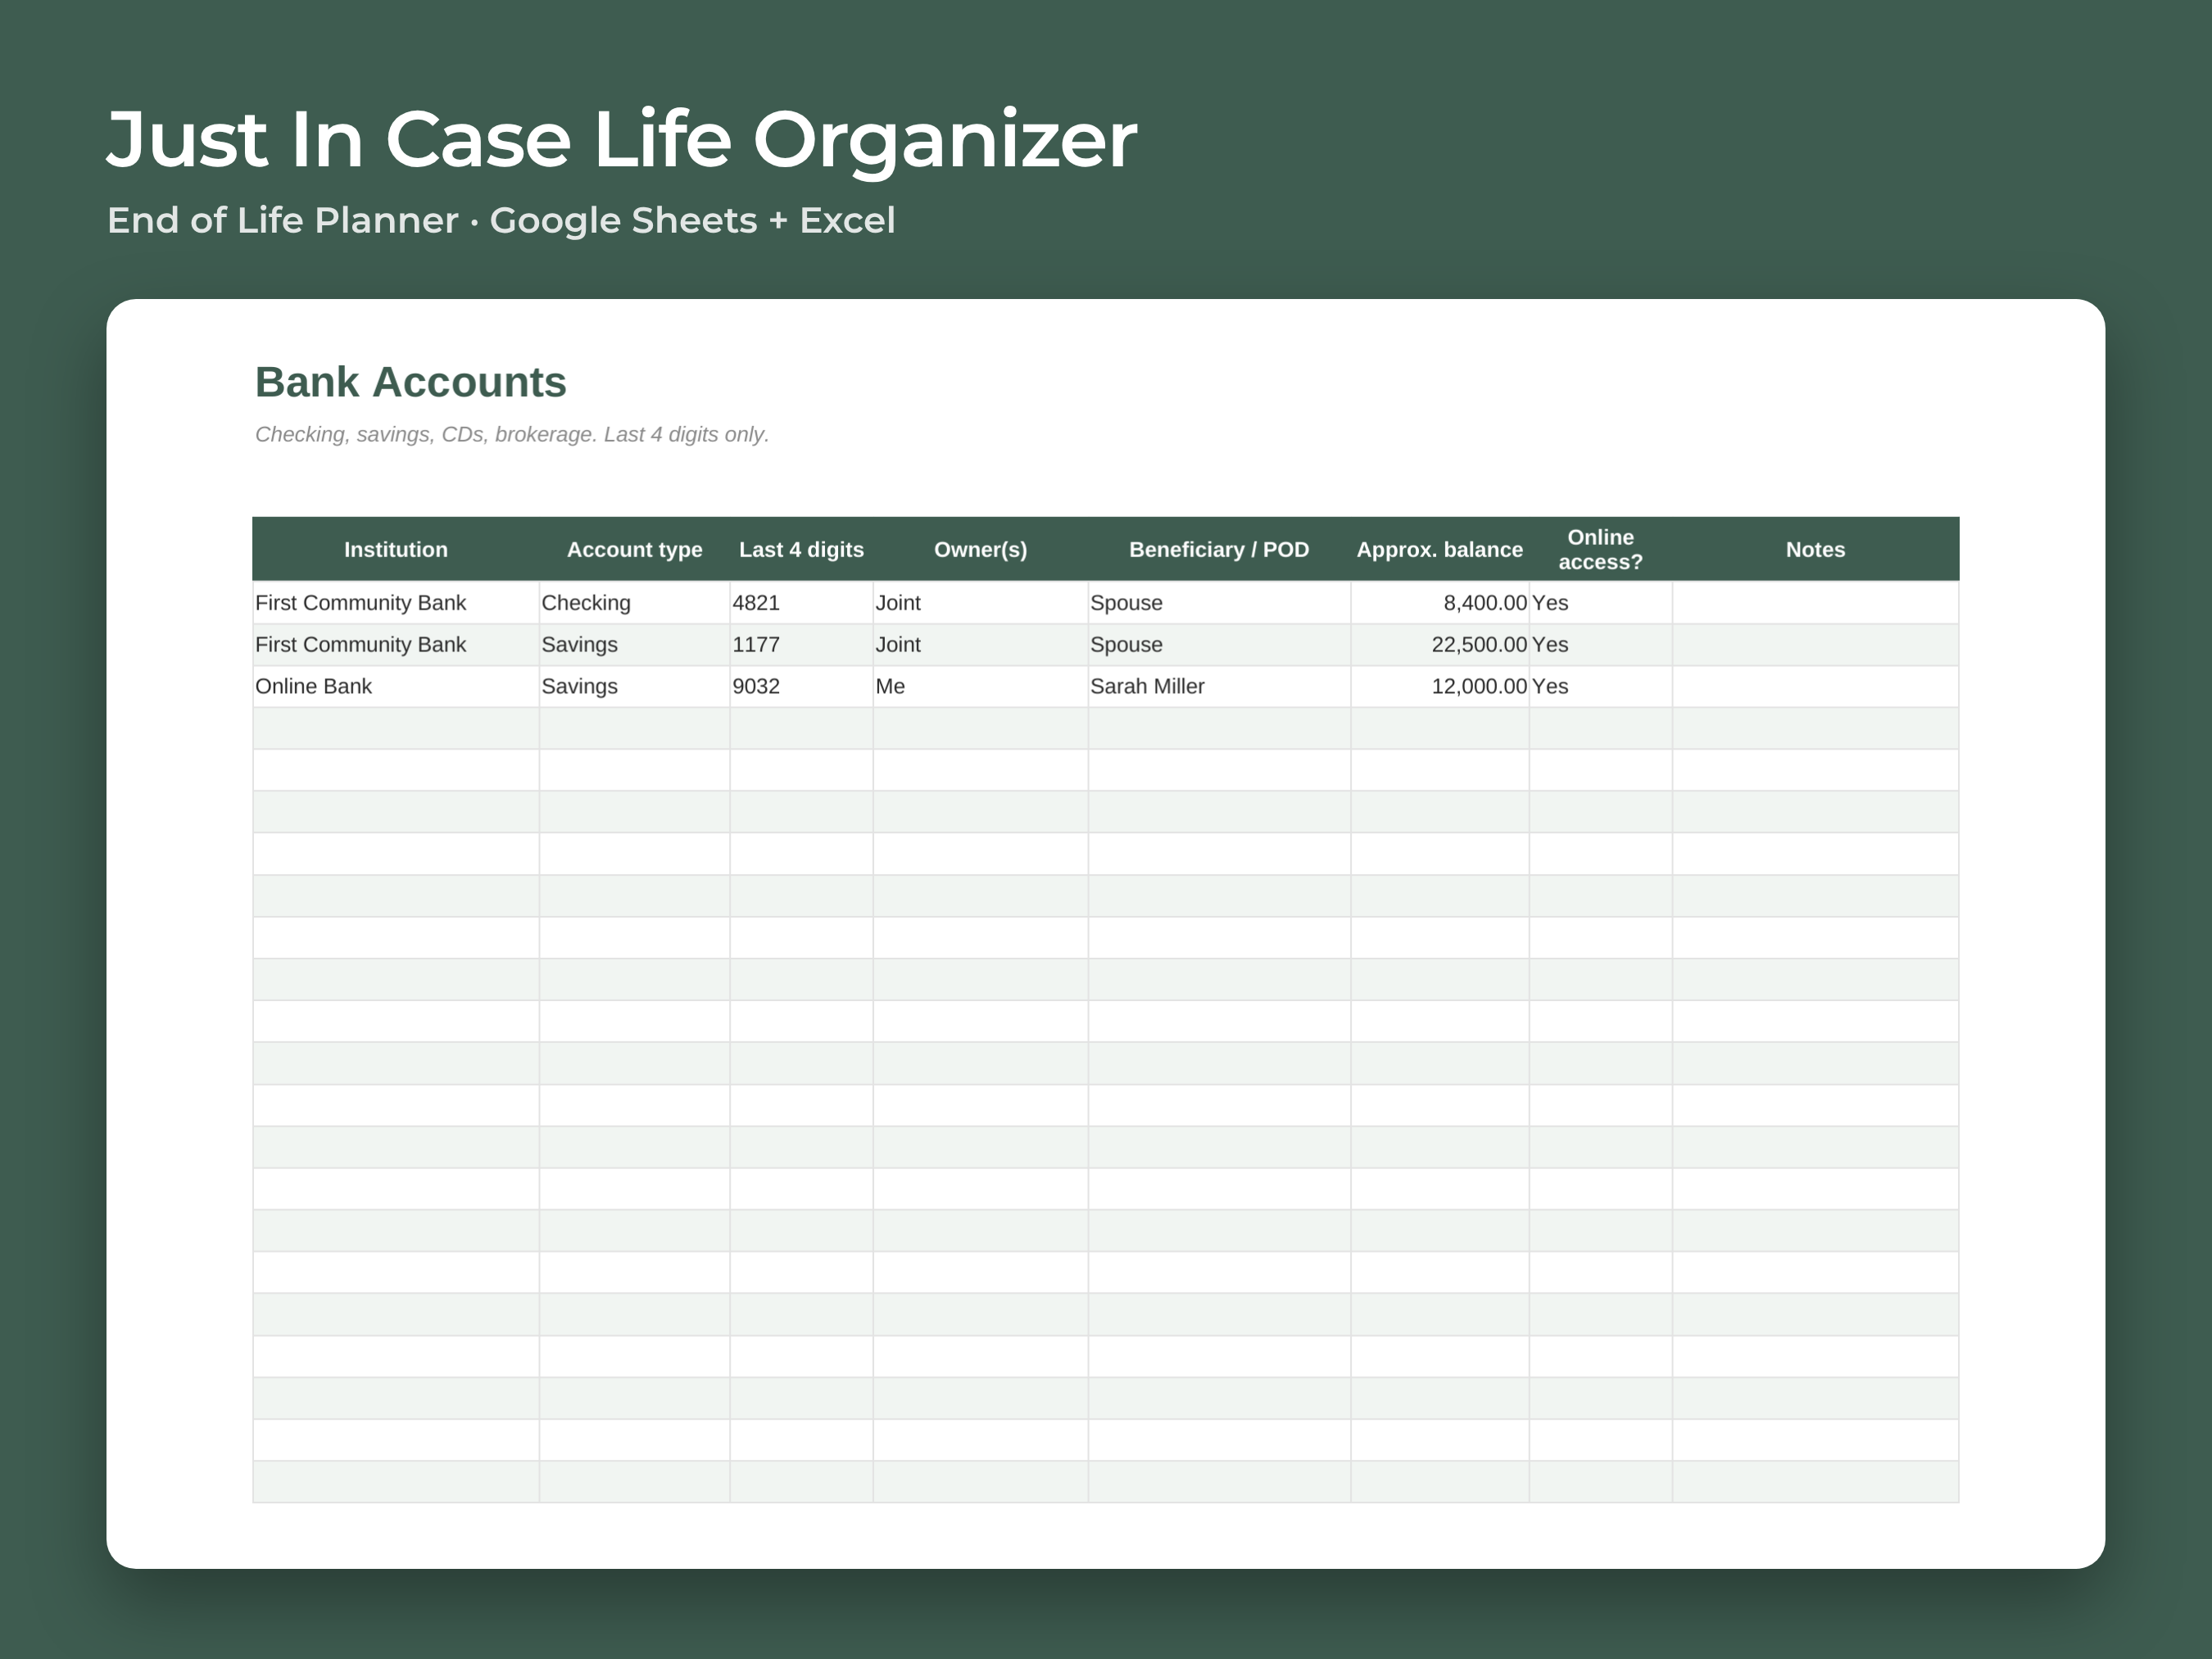 Just In Case Life Organizer
End of Life Planner · Google Sheets + Excel
Bank Accounts
Checking, savings, CDs, brokerage. Last 4 digits only.
Institution Account type Last 4 digits Owner(s) Beneficiary / POD Approx. balance Online access? Notes
First Community Bank Checking 4821 Joint Spouse 8,400.00 Yes
First Community Bank Savings 1177 Joint Spouse 22,500.00 Yes
Online Bank Savings 9032 Me Sarah Miller 12,000.00 Yes